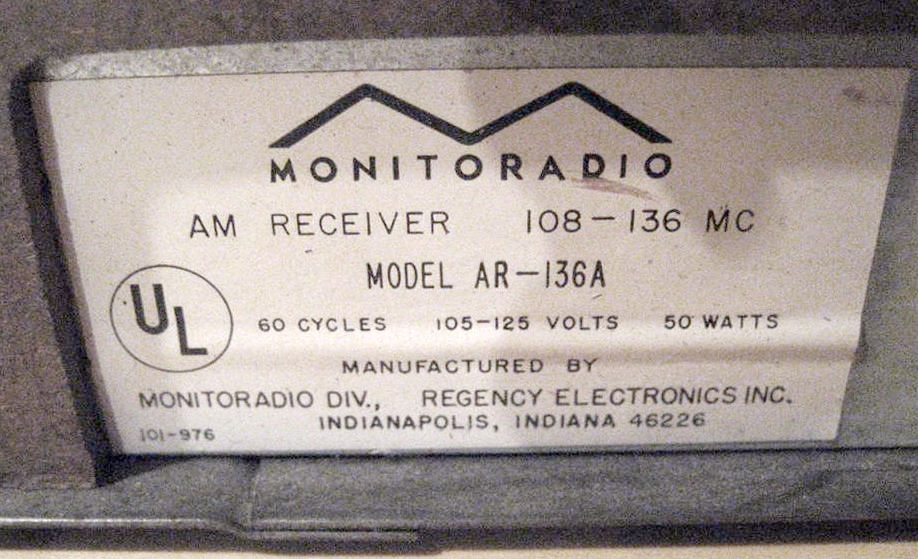 MONITORADIO
AM RECEIVER 108-136 MC
MODEL AR-136A
UL
60 CYCLES 105-125 VOLTS 50 WATTS
MANUFACTURED BY
MONITORADIO DIV., REGENCY ELECTRONICS INC.
INDIANAPOLIS, INDIANA 46226
101-976